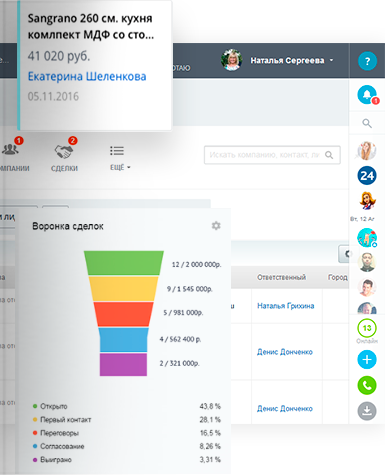 Sangrano 260 см. кухня
комлпект МДФ со сто...
41 020 руб.
Екатерина Шеленкова
05.11.2016
ОТАЮ
Наталья Сергеева
?
1
1
2
ОМПАНИИ
СДЕЛКИ
ЕЩЁ
Искать компанию, контакт, ли
24
Вт, 12 Аг
Воронка сделок
12 / 2 000 000р.
9 / 1 545 000р.
5 / 981 000р.
4 / 562 400 р.
2 / 321 000р.
Ответственный
Город
Наталья Грихина
Денис Донченко
Денис Донченко
13
Онлайн
Открыто 43,8 %
Первый контакт 28,1 %
Переговоры 16,5 %
Согласование 8,26 %
Выиграно 3,31 %